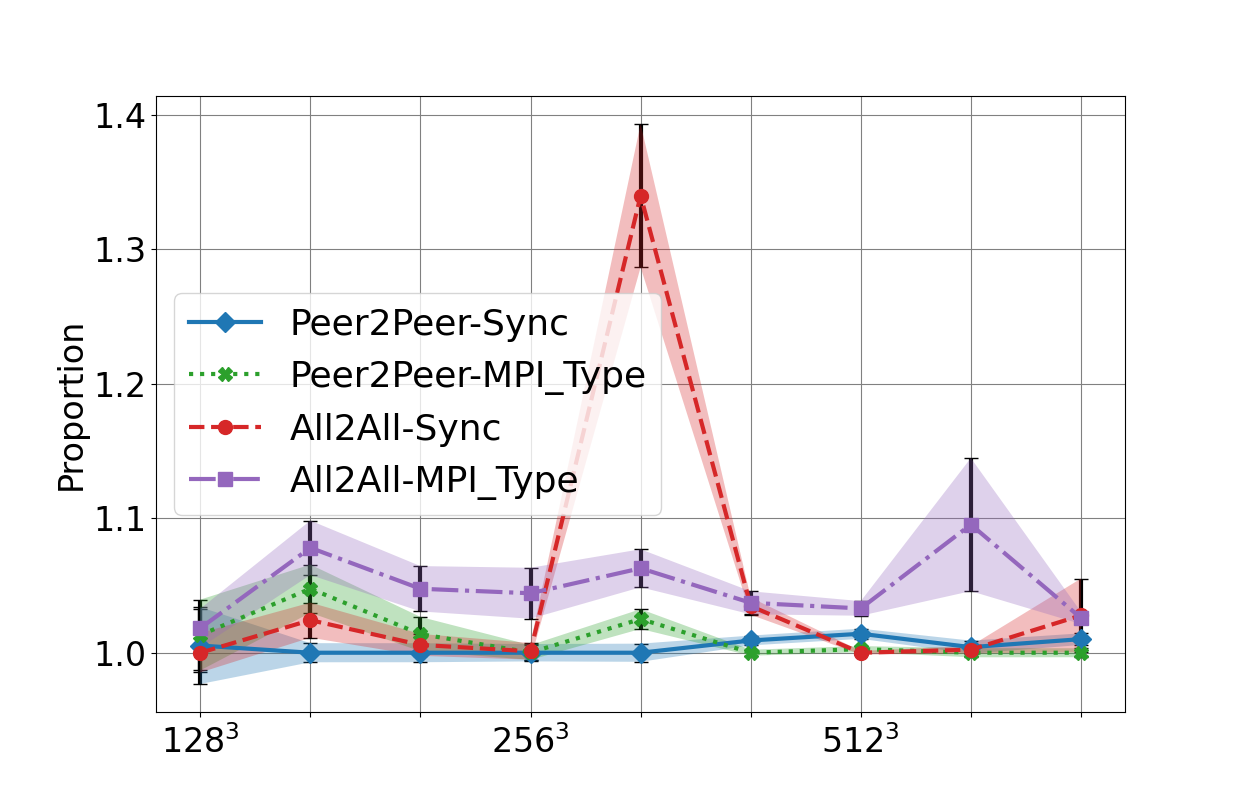 1.4
1.3
1.2
1.1
1.0
Proportion
Peer2Peer-Sync
Peer2Peer-MPI_Type
All2All-Sync
All2All-MPI_Type
128³
256³
512³